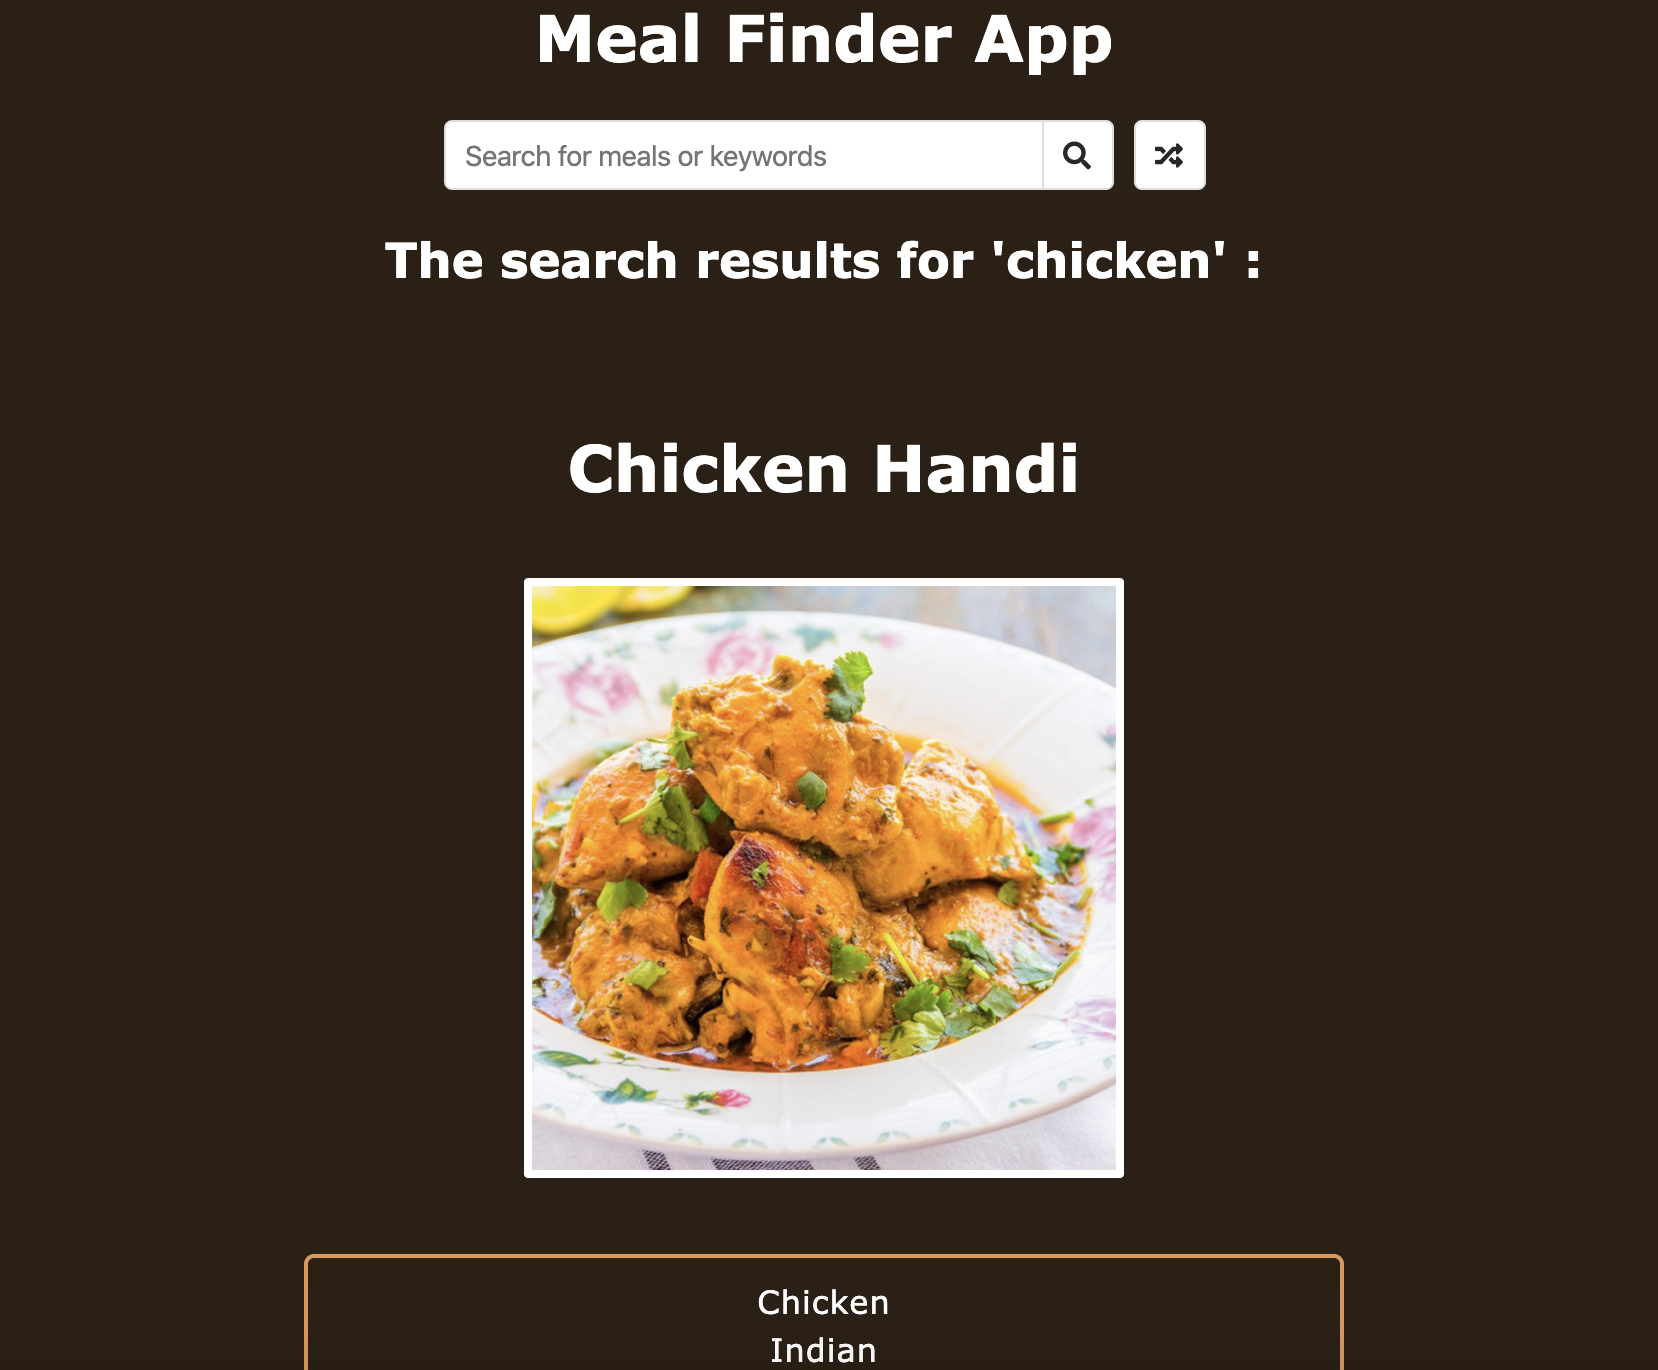 Meal Finder App
Search for meals or keywords
The search results for 'chicken' :
Chicken Handi
Chicken
Indian